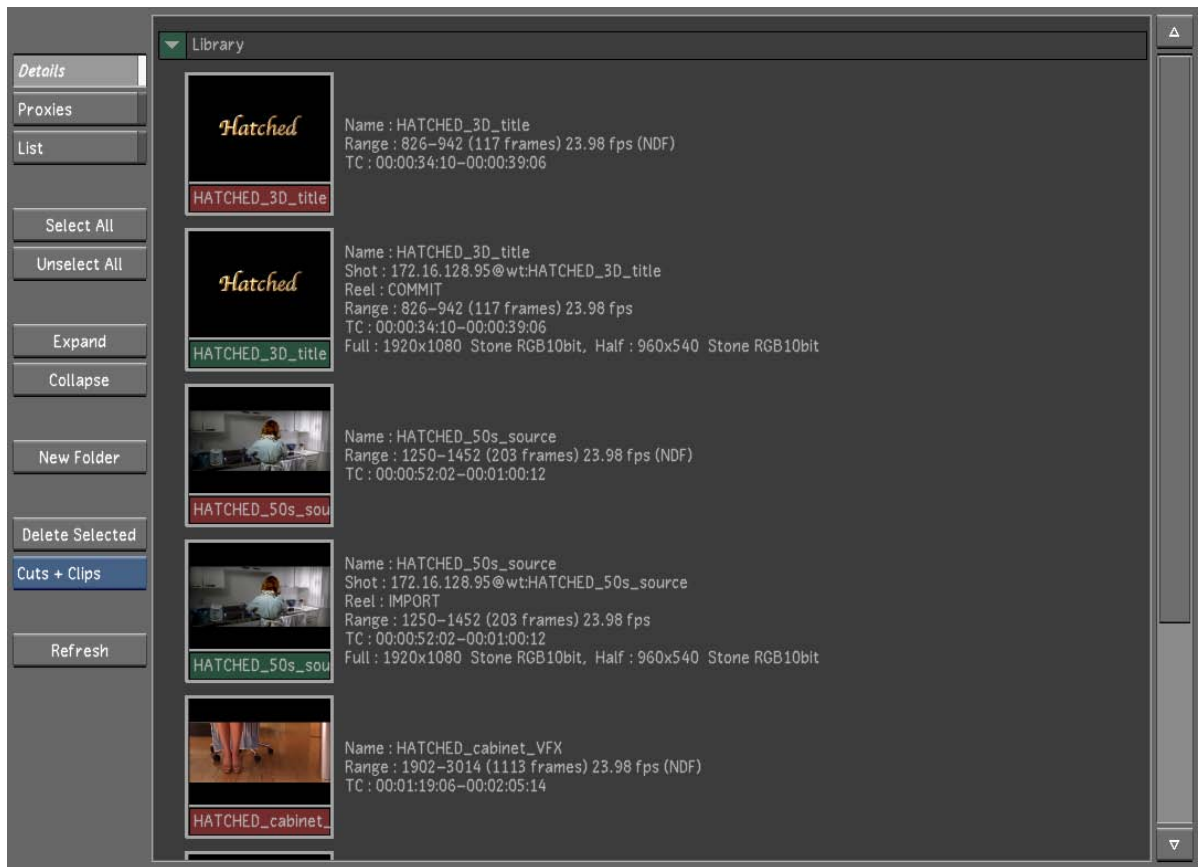 Library
Details
Proxies
List
Select All
Unselect All
Expand
Collapse
New Folder
Delete Selected
Cuts + Clips
Refresh
Hatched
HATCHED_3D_title
Name : HATCHED_3D_title
Range : 826–942 (117 frames) 23.98 fps (NDF)
TC : 00:00:34:10–00:00:39:06
Hatched
HATCHED_3D_title
Name : HATCHED_3D_title
Shot : 172.16.128.95@wt:HATCHED_3D_title
Reel : COMMIT
Range : 826–942 (117 frames) 23.98 fps
TC : 00:00:34:10–00:00:39:06
Full : 1920x1080 Stone RGB10bit, Half : 960x540 Stone RGB10bit
HATCHED_50s_sou
Name : HATCHED_50s_source
Range : 1250–1452 (203 frames) 23.98 fps (NDF)
TC : 00:00:52:02–00:01:00:12
HATCHED_50s_sou
Name : HATCHED_50s_source
Shot : 172.16.128.95@wt:HATCHED_50s_source
Reel : IMPORT
Range : 1250–1452 (203 frames) 23.98 fps
TC : 00:00:52:02–00:01:00:12
Full : 1920x1080 Stone RGB10bit, Half : 960x540 Stone RGB10bit
HATCHED_cabinet_
Name : HATCHED_cabinet_VFX
Range : 1902–3014 (1113 frames) 23.98 fps (NDF)
TC : 00:01:19:06–00:02:05:14